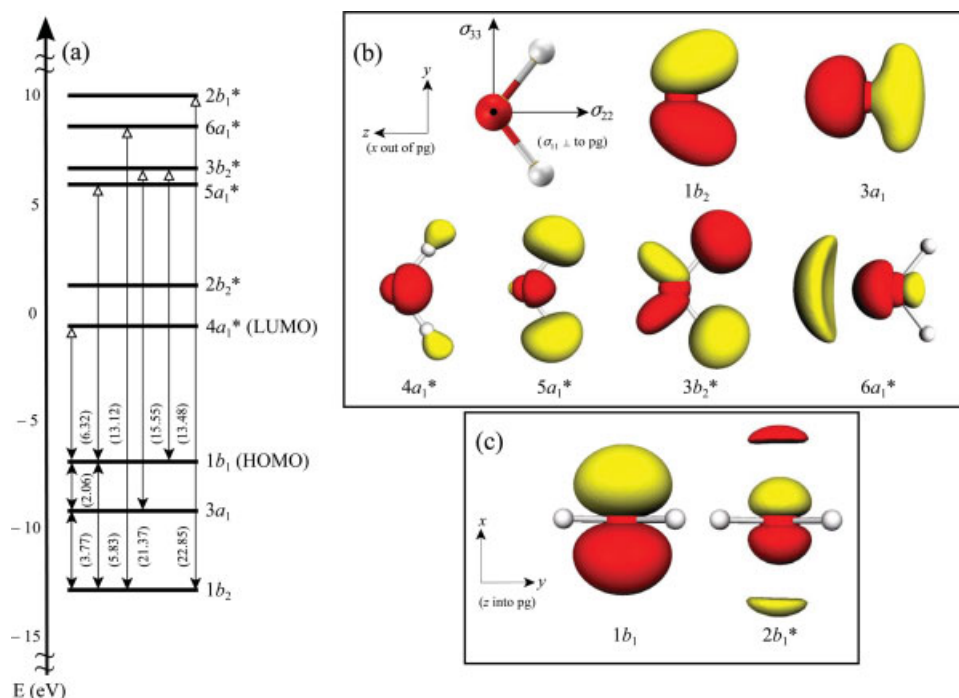 (a)
10
5
0
– 5
– 10
– 15
E (eV)
2b₁*
6a₁*
3b₂*
5a₁*
2b₂*
4a₁* (LUMO)
1b₁ (HOMO)
3a₁
1b₂
(6.32)
(13.12)
(15.55)
(13.48)
(2.06)
(3.77)
(5.83)
(21.37)
(22.85)
(b)
σ₃₃
y
z
(x out of pg)
σ₂₂
(σ₁₁ ⊥ to pg)
1b₂
3a₁
4a₁*
5a₁*
3b₂*
6a₁*
(c)
x
y
(z into pg)
1b₁
2b₁*